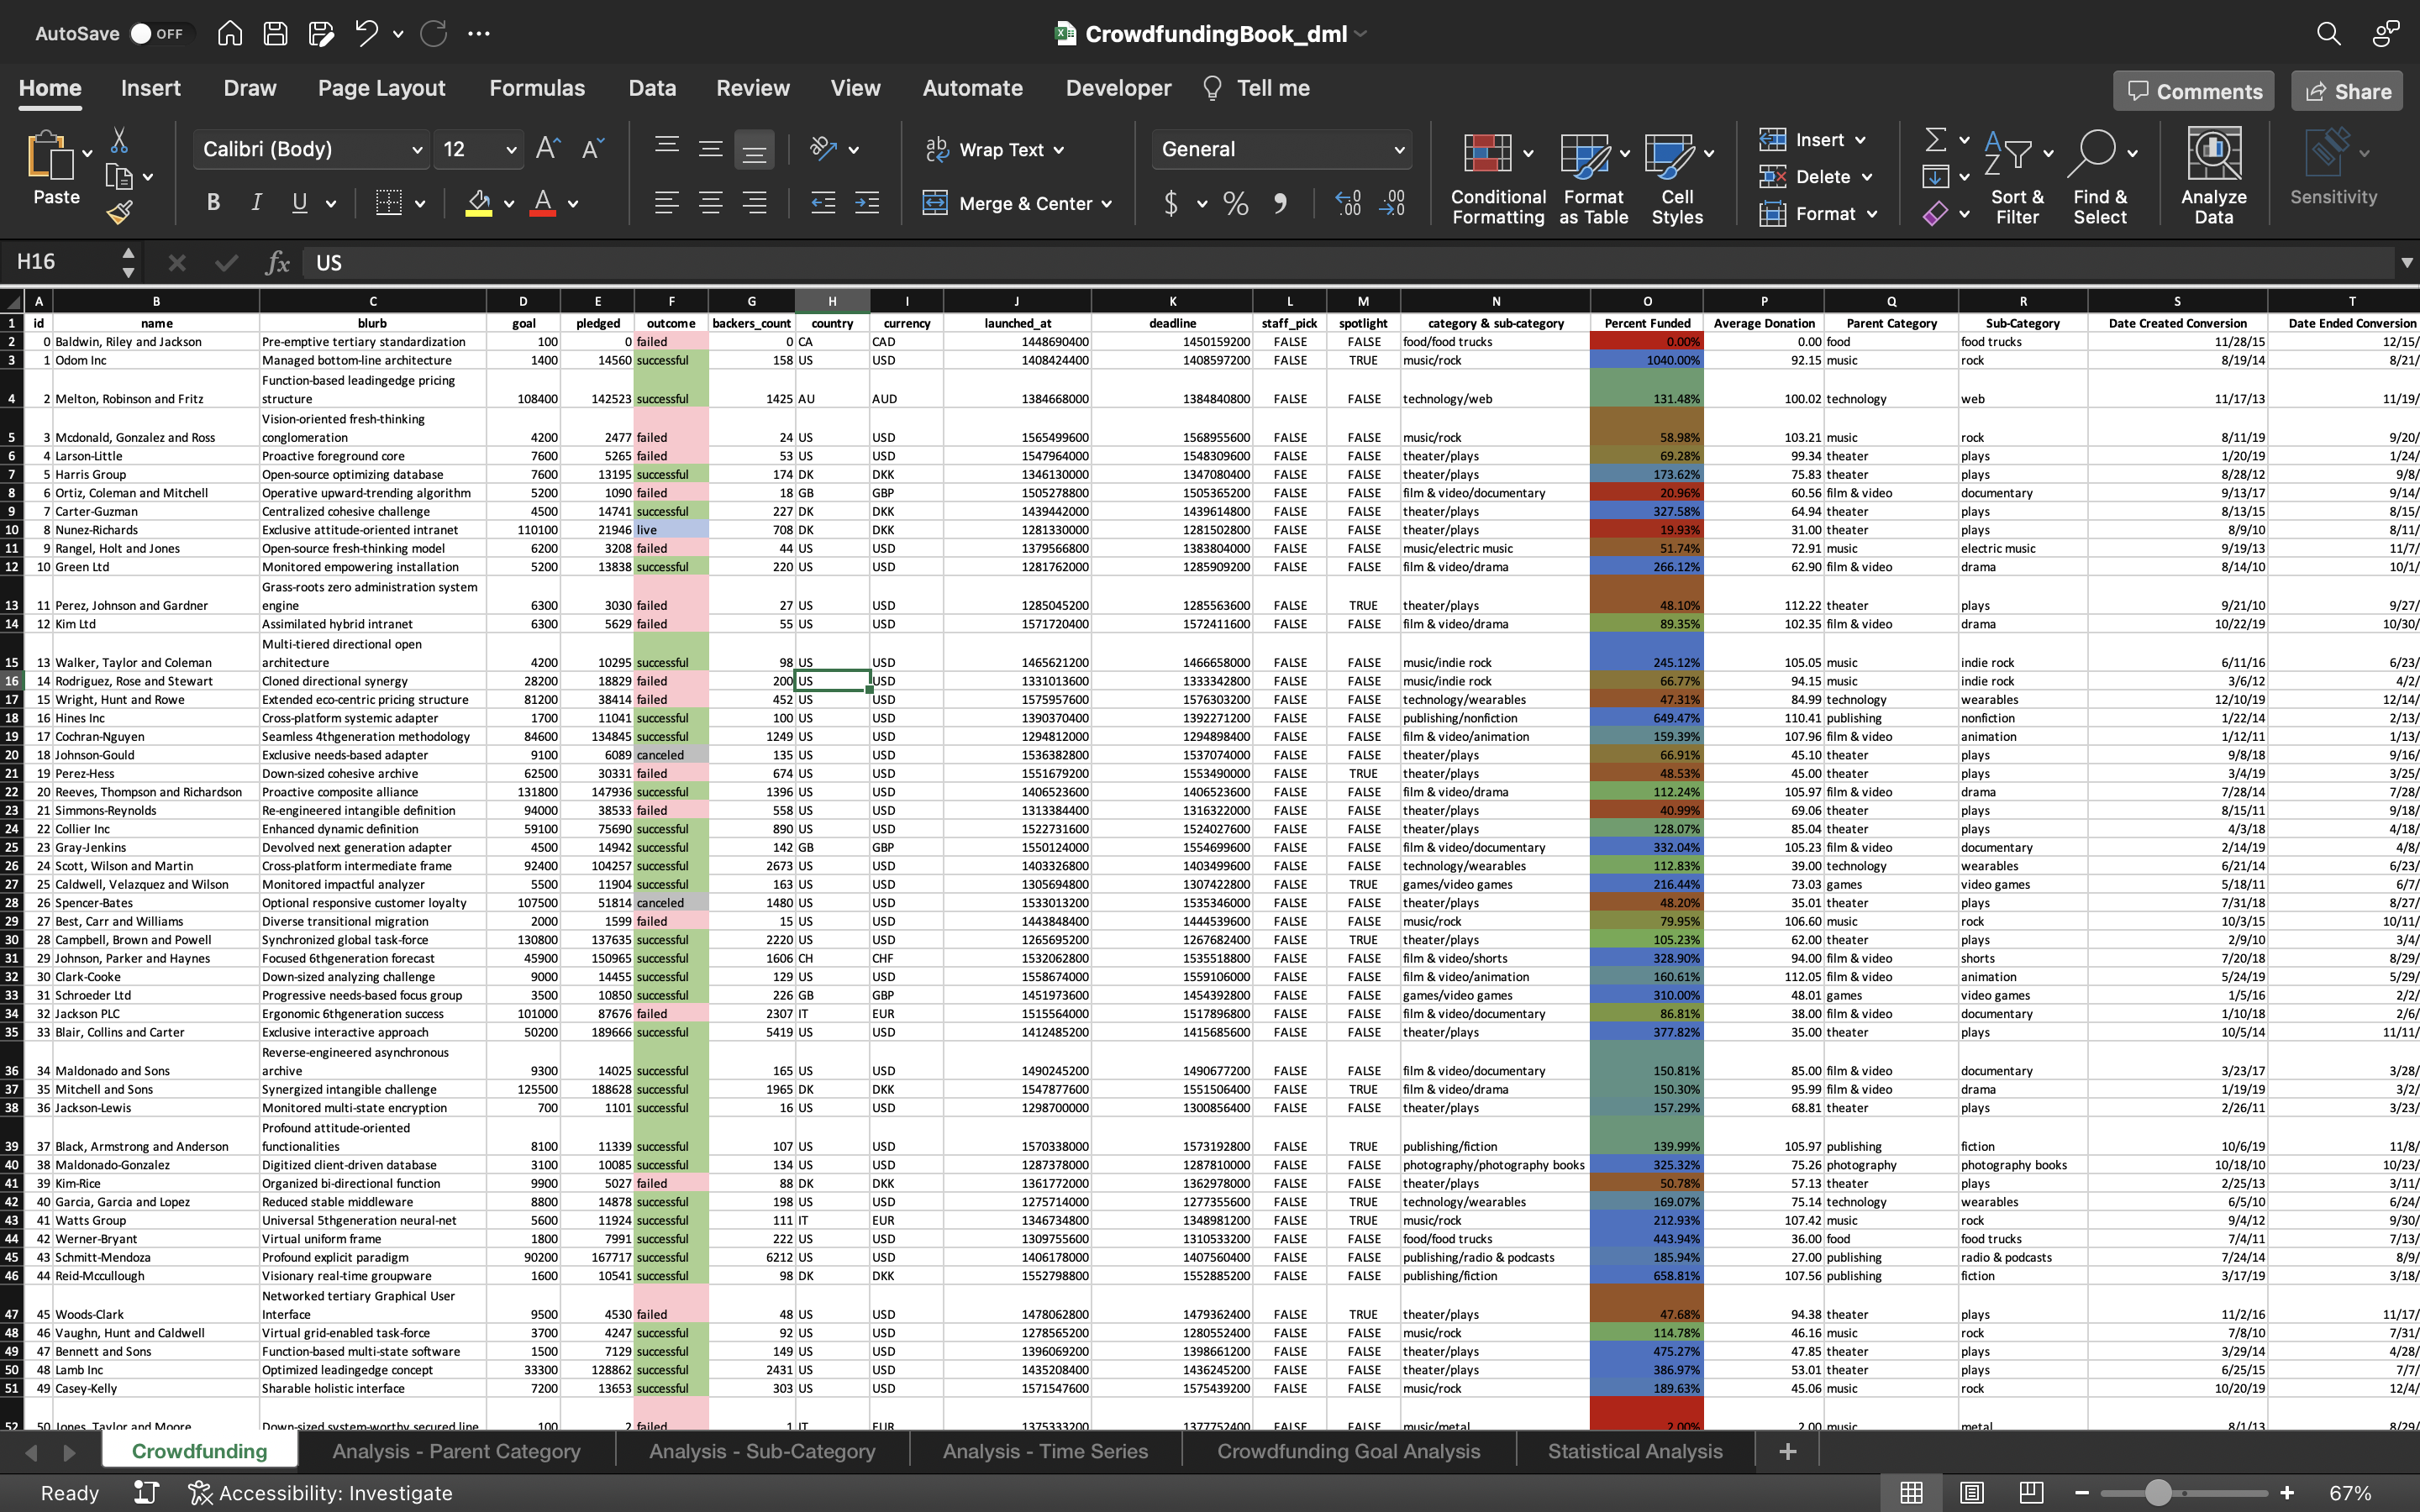 AutoSave OFF CrowdfundingBook_dml
Home Insert Draw Page Layout Formulas Data Review View Automate Developer Tell me Comments Share
Paste Calibri (Body) 12 Wrap Text General Insert
B I U Merge & Center $ % Conditional Formatting Format as Table Cell Styles Delete Format Sort & Filter Find & Select Analyze Data Sensitivity
H16 fx US
A B C D E F G H I J K L M N O P Q R S T
1 id name blurb goal pledged outcome backers_count country currency launched_at deadline staff_pick spotlight category & sub-category Percent Funded Average Donation Parent Category Sub-Category Date Created Conversion Date Ended Conversion
2 0 Baldwin, Riley and Jackson Pre-emptive tertiary standardization 100 0 failed 0 CA CAD 1448690400 1450159200 FALSE FALSE food/food trucks 0.00% 0.00 food food trucks 11/28/15 12/15/
3 1 Odom Inc Managed bottom-line architecture 1400 14560 successful 158 US USD 1408424400 1408597200 FALSE TRUE music/rock 1040.00% 92.15 music rock 8/19/14 8/21/
4 2 Melton, Robinson and Fritz Function-based leadingedge pricing structure 108400 142523 successful 1425 AU AUD 1384668000 1384840800 FALSE FALSE technology/web 131.48% 100.02 technology web 11/17/13 11/19/
5 3 Mcdonald, Gonzalez and Ross Vision-oriented fresh-thinking conglomeration 4200 2477 failed 24 US USD 1565499600 1568955600 FALSE FALSE music/rock 58.98% 103.21 music rock 8/11/19 9/20/
6 4 Larson-Little Proactive foreground core 7600 5265 failed 53 US USD 1547964000 1548309600 FALSE FALSE theater/plays 69.28% 99.34 theater plays 1/20/19 1/24/
7 5 Harris Group Open-source optimizing database 7600 13195 successful 174 DK DKK 1346130000 1347080400 FALSE FALSE theater/plays 173.62% 75.83 theater plays 8/28/12 9/8/
8 6 Ortiz, Coleman and Mitchell Operative upward-trending algorithm 5200 1090 failed 18 GB GBP 1505278800 1505365200 FALSE FALSE film & video/documentary 20.96% 60.56 film & video documentary 9/13/17 9/14/
9 7 Carter-Guzman Centralized cohesive challenge 4500 14741 successful 227 DK DKK 1439442000 1439614800 FALSE FALSE theater/plays 327.58% 64.94 theater plays 8/13/15 8/15/
10 8 Nunez-Richards Exclusive attitude-oriented intranet 110100 21946 live 708 DK DKK 1281330000 1281502800 FALSE FALSE theater/plays 19.93% 31.00 theater plays 8/9/10 8/11/
11 9 Rangel, Holt and Jones Open-source fresh-thinking model 6200 3208 failed 44 US USD 1379566800 1383804000 FALSE FALSE music/electric music 51.74% 72.91 music electric music 9/19/13 11/7/
12 10 Green Ltd Monitored empowering installation 5200 13838 successful 220 US USD 1281762000 1285909200 FALSE FALSE film & video/drama 266.12% 62.90 film & video drama 8/14/10 10/1/
13 11 Perez, Johnson and Gardner Grass-roots zero administration system engine 6300 3030 failed 27 US USD 1285045200 1285563600 FALSE TRUE theater/plays 48.10% 112.22 theater plays 9/21/10 9/27/
14 12 Kim Ltd Assimilated hybrid intranet 6300 5629 failed 55 US USD 1571720400 1572411600 FALSE FALSE film & video/drama 89.35% 102.35 film & video drama 10/22/19 10/30/
15 13 Walker, Taylor and Coleman Multi-tiered directional open architecture 4200 10295 successful 98 US USD 1465621200 1466658000 FALSE FALSE music/indie rock 245.12% 105.05 music indie rock 6/11/16 6/23/
16 14 Rodriguez, Rose and Stewart Cloned directional synergy 28200 18829 failed 200 US USD 1331013600 1333342800 FALSE FALSE music/indie rock 66.77% 94.15 music indie rock 3/6/12 4/2/
17 15 Wright, Hunt and Rowe Extended eco-centric pricing structure 81200 38414 failed 452 US USD 1575957600 1576303200 FALSE FALSE technology/wearables 47.31% 84.99 technology wearables 12/10/19 12/14/
18 16 Hines Inc Cross-platform systemic adapter 1700 11041 successful 100 US USD 1390370400 1392271200 FALSE FALSE publishing/nonfiction 649.47% 110.41 publishing nonfiction 1/22/14 2/13/
19 17 Cochran-Nguyen Seamless 4thgeneration methodology 84600 134845 successful 1249 US USD 1294812000 1294898400 FALSE FALSE film & video/animation 159.39% 107.96 film & video animation 1/12/11 1/13/
20 18 Johnson-Gould Exclusive needs-based adapter 9100 6089 canceled 135 US USD 1536382800 1537074000 FALSE FALSE theater/plays 66.91% 45.10 theater plays 9/8/18 9/16/
21 19 Perez-Hess Down-sized cohesive archive 62500 30331 failed 674 US USD 1551679200 1553490000 FALSE TRUE theater/plays 48.53% 45.00 theater plays 3/4/19 3/25/
22 20 Reeves, Thompson and Richardson Proactive composite alliance 131800 147936 successful 1396 US USD 1406523600 1406523600 FALSE FALSE film & video/drama 112.24% 105.97 film & video drama 7/28/14 7/28/
23 21 Simmons-Reynolds Re-engineered intangible definition 94000 38533 failed 558 US USD 1313384400 1316322000 FALSE FALSE theater/plays 40.99% 69.06 theater plays 8/15/11 9/18/
24 22 Collier Inc Enhanced dynamic definition 59100 75690 successful 890 US USD 1522731600 1524027600 FALSE FALSE theater/plays 128.07% 85.04 theater plays 4/3/18 4/18/
25 23 Gray-Jenkins Devolved next generation adapter 4500 14942 successful 142 GB GBP 1550124000 1554699600 FALSE FALSE film & video/documentary 332.04% 105.23 film & video documentary 2/14/19 4/8/
26 24 Scott, Wilson and Martin Cross-platform intermediate frame 92400 104257 successful 2673 US USD 1403326800 1403499600 FALSE FALSE technology/wearables 112.83% 39.00 technology wearables 6/21/14 6/23/
27 25 Caldwell, Velazquez and Wilson Monitored impactful analyzer 5500 11904 successful 163 US USD 1305694800 1307422800 FALSE TRUE games/video games 216.44% 73.03 games video games 5/18/11 6/7/
28 26 Spencer-Bates Optional responsive customer loyalty 107500 51814 canceled 1480 US USD 1533013200 1535346000 FALSE FALSE theater/plays 48.20% 35.01 theater plays 7/31/18 8/27/
29 27 Best, Carr and Williams Diverse transitional migration 2000 1599 failed 15 US USD 1443848400 1444539600 FALSE FALSE music/rock 79.95% 106.60 music rock 10/3/15 10/11/
30 28 Campbell, Brown and Powell Synchronized global task-force 130800 137635 successful 2220 US USD 1265695200 1267682400 FALSE TRUE theater/plays 105.23% 62.00 theater plays 2/9/10 3/4/
31 29 Johnson, Parker and Haynes Focused 6thgeneration forecast 45900 150965 successful 1606 CH CHF 1532062800 1535518800 FALSE FALSE film & video/shorts 328.90% 94.00 film & video shorts 7/20/18 8/29/
32 30 Clark-Cooke Down-sized analyzing challenge 9000 14455 successful 129 US USD 1558674000 1559106000 FALSE FALSE film & video/animation 160.61% 112.05 film & video animation 5/24/19 5/29/
33 31 Schroeder Ltd Progressive needs-based focus group 3500 10850 successful 226 GB GBP 1451973600 1454392800 FALSE FALSE games/video games 310.00% 48.01 games video games 1/5/16 2/2/
34 32 Jackson PLC Ergonomic 6thgeneration success 101000 87676 failed 2307 IT EUR 1515564000 1517896800 FALSE FALSE film & video/documentary 86.81% 38.00 film & video documentary 1/10/18 2/6/
35 33 Blair, Collins and Carter Exclusive interactive approach 50200 189666 successful 5419 US USD 1412485200 1415685600 FALSE FALSE theater/plays 377.82% 35.00 theater plays 10/5/14 11/11/
36 34 Maldonado and Sons Reverse-engineered asynchronous archive 9300 14025 successful 165 US USD 1490245200 1490677200 FALSE FALSE film & video/documentary 150.81% 85.00 film & video documentary 3/23/17 3/28/
37 35 Mitchell and Sons Synergized intangible challenge 125500 188628 successful 1965 DK DKK 1547877600 1551506400 FALSE TRUE film & video/drama 150.30% 95.99 film & video drama 1/19/19 3/2/
38 36 Jackson-Lewis Monitored multi-state encryption 700 1101 successful 16 US USD 1298700000 1300856400 FALSE FALSE theater/plays 157.29% 68.81 theater plays 2/26/11 3/23/
39 37 Black, Armstrong and Anderson Profound attitude-oriented functionalities 8100 11339 successful 107 US USD 1570338000 1573192800 FALSE TRUE publishing/fiction 139.99% 105.97 publishing fiction 10/6/19 11/8/
40 38 Maldonado-Gonzalez Digitized client-driven database 3100 10085 successful 134 US USD 1287378000 1287810000 FALSE FALSE photography/photography books 325.32% 75.26 photography photography books 10/18/10 10/23/
41 39 Kim-Rice Organized bi-directional function 9900 5027 failed 88 DK DKK 1361772000 1362978000 FALSE FALSE theater/plays 50.78% 57.13 theater plays 2/25/13 3/11/
42 40 Garcia, Garcia and Lopez Reduced stable middleware 8800 14878 successful 198 US USD 1275714000 1277355600 FALSE TRUE technology/wearables 169.07% 75.14 technology wearables 6/5/10 6/24/
43 41 Watts Group Universal 5thgeneration neural-net 5600 11924 successful 111 IT EUR 1346734800 1348981200 FALSE TRUE music/rock 212.93% 107.42 music rock 9/4/12 9/30/
44 42 Werner-Bryant Virtual uniform frame 1800 7991 successful 222 US USD 1309755600 1310533200 FALSE FALSE food/food trucks 443.94% 36.00 food food trucks 7/4/11 7/13/
45 43 Schmitt-Mendoza Profound explicit paradigm 90200 167717 successful 6212 US USD 1406178000 1407560400 FALSE FALSE publishing/radio & podcasts 185.94% 27.00 publishing radio & podcasts 7/24/14 8/9/
46 44 Reid-Mccullough Visionary real-time groupware 1600 10541 successful 98 DK DKK 1552798800 1552885200 FALSE FALSE publishing/fiction 658.81% 107.56 publishing fiction 3/17/19 3/18/
47 45 Woods-Clark Networked tertiary Graphical User Interface 9500 4530 failed 48 US USD 1478062800 1479362400 FALSE TRUE theater/plays 47.68% 94.38 theater plays 11/2/16 11/17/
48 46 Vaughn, Hunt and Caldwell Virtual grid-enabled task-force 3700 4247 successful 92 US USD 1278565200 1280552400 FALSE FALSE music/rock 114.78% 46.16 music rock 7/8/10 7/31/
49 47 Bennett and Sons Function-based multi-state software 1500 7129 successful 149 US USD 1396069200 1398661200 FALSE FALSE theater/plays 475.27% 47.85 theater plays 3/29/14 4/28/
50 48 Lamb Inc Optimized leadingedge concept 33300 128862 successful 2431 US USD 1435208400 1436245200 FALSE FALSE theater/plays 386.97% 53.01 theater plays 6/25/15 7/7/
51 49 Casey-Kelly Sharable holistic interface 7200 13653 successful 303 US USD 1571547600 1575439200 FALSE FALSE music/rock 189.63% 45.06 music rock 10/20/19 12/4/
52 50 Jones, Taylor and Moore Down-sized system-worthy secured line 100 2 failed 1 IT EUR 1375333200 1377752400 FALSE FALSE music/metal 2.00% 2.00 music metal 8/1/13 8/29/
Crowdfunding Analysis - Parent Category Analysis - Sub-Category Analysis - Time Series Crowdfunding Goal Analysis Statistical Analysis +
Ready Accessibility: Investigate 67%